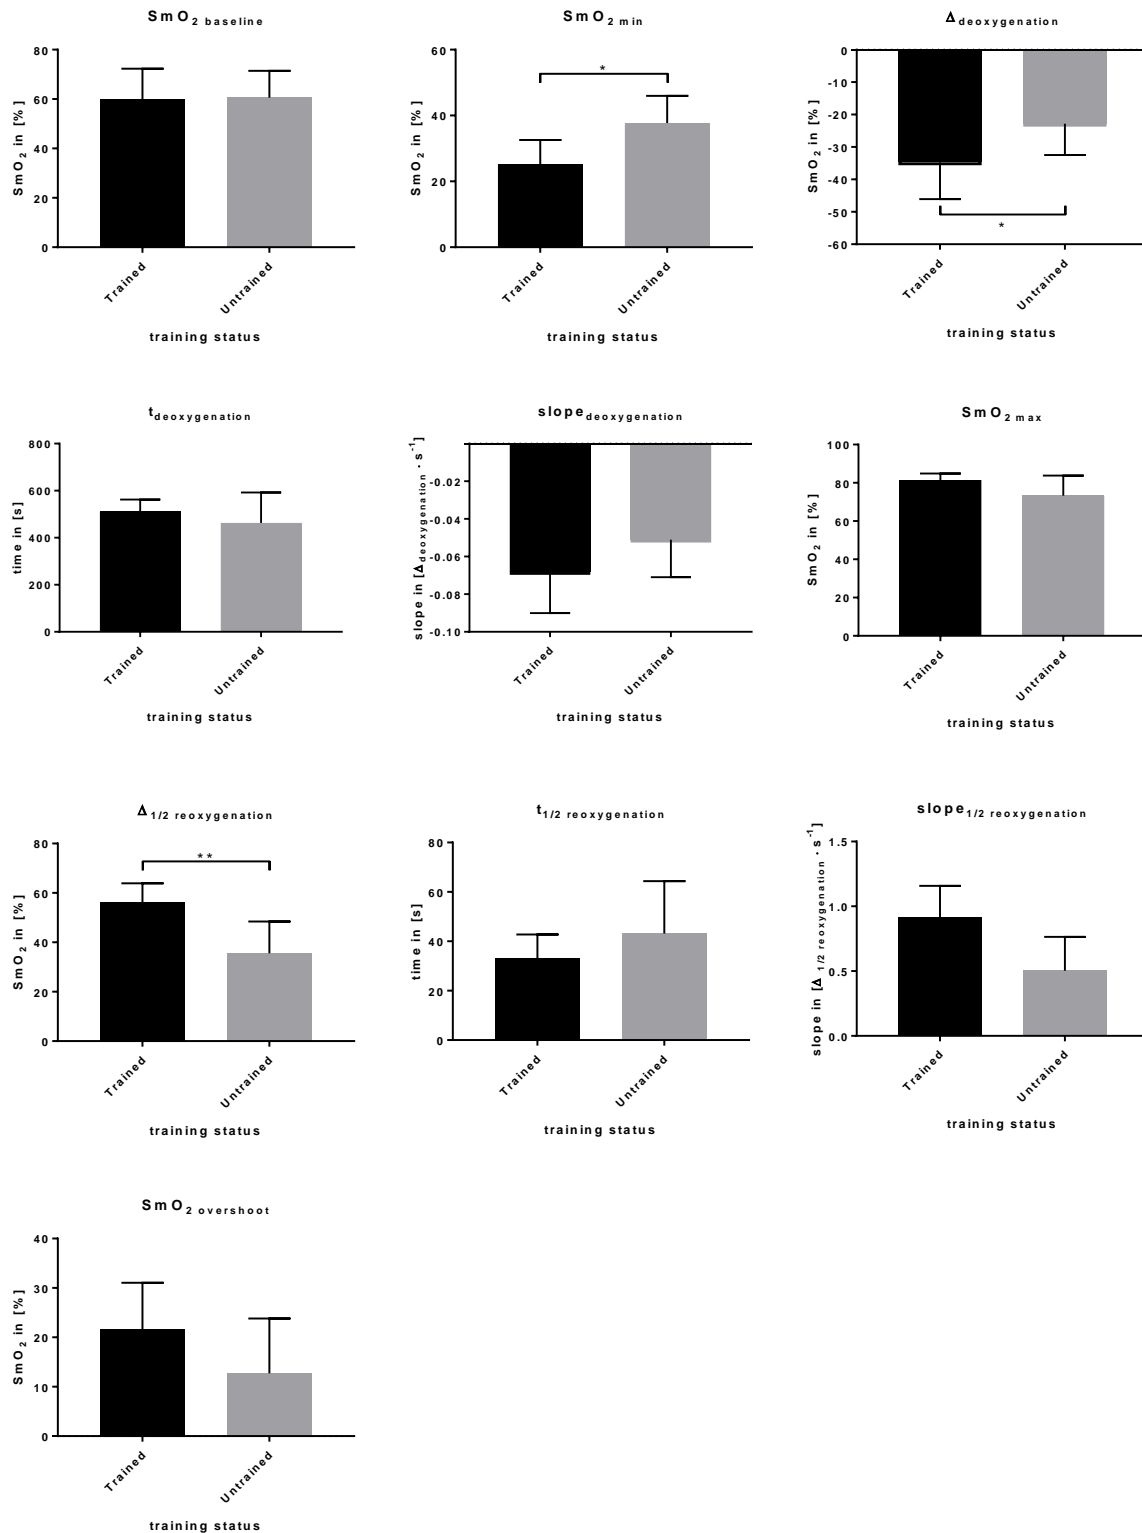 SmO2 baseline
80
60
40
20
0
SmO2 in [%]
Trained
Untrained
training status
SmO2 min
60
40
20
0
SmO2 in [%]
*
Trained
Untrained
training status
Δdeoxygenation
0
-10
-20
-30
-40
-50
-60
SmO2 in [%]
*
Trained
Untrained
training status
tdeoxygenation
800
600
400
200
0
time in [s]
Trained
Untrained
training status
slopedeoxygenation
-0.02
-0.04
-0.06
-0.08
-0.10
slope in [Δdeoxygenation · s-1]
Trained
Untrained
training status
SmO2 max
100
80
60
40
20
0
SmO2 in [%]
Trained
Untrained
training status
Δ1/2 reoxygenation
80
60
40
20
0
SmO2 in [%]
**
Trained
Untrained
training status
t1/2 reoxygenation
80
60
40
20
0
time in [s]
Trained
Untrained
training status
slope1/2 reoxygenation
1.5
1.0
0.5
0.0
slope in [Δ1/2 reoxygenation · s-1]
Trained
Untrained
training status
SmO2 overshoot
40
30
20
10
0
SmO2 in [%]
Trained
Untrained
training status